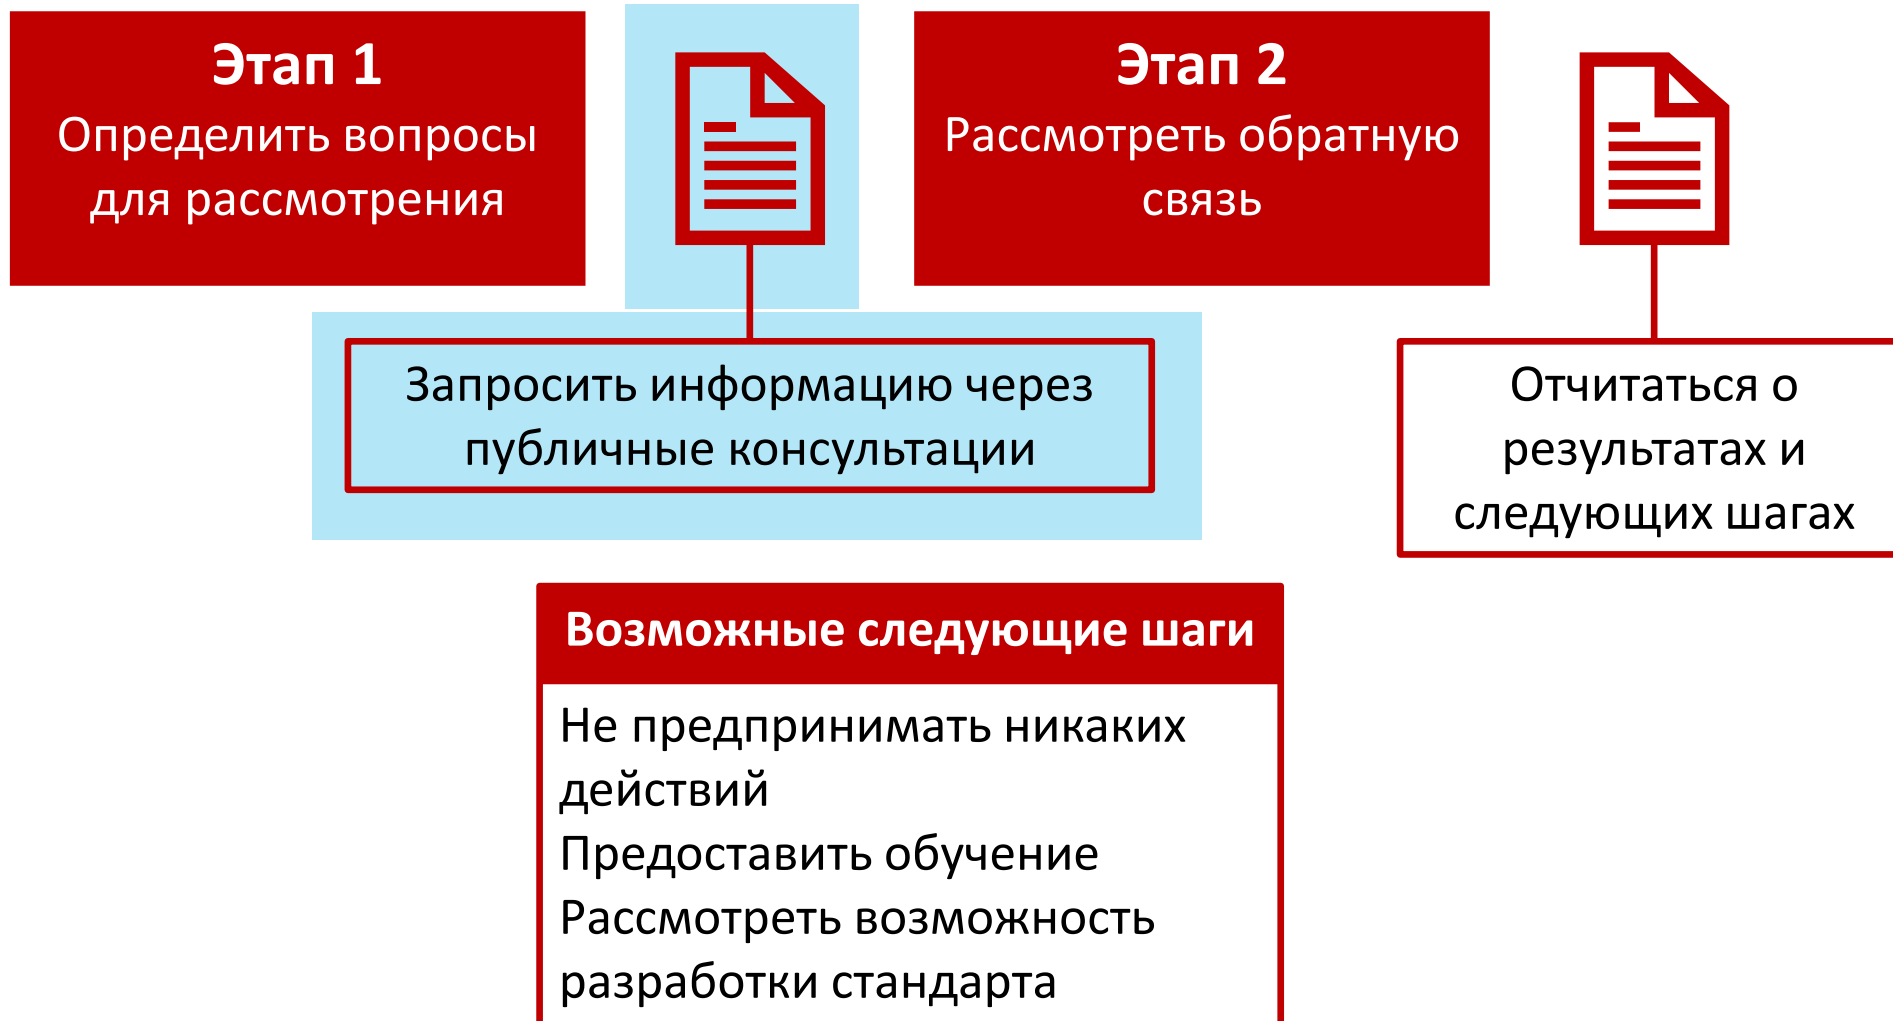 Этап 1
Определить вопросы
для рассмотрения
Этап 2
Рассмотреть обратную
связь
Запросить информацию через
публичные консультации
Отчитаться о
результатах и
следующих шагах
Возможные следующие шаги
Не предпринимать никаких
действий
Предоставить обучение
Рассмотреть возможность
разработки стандарта